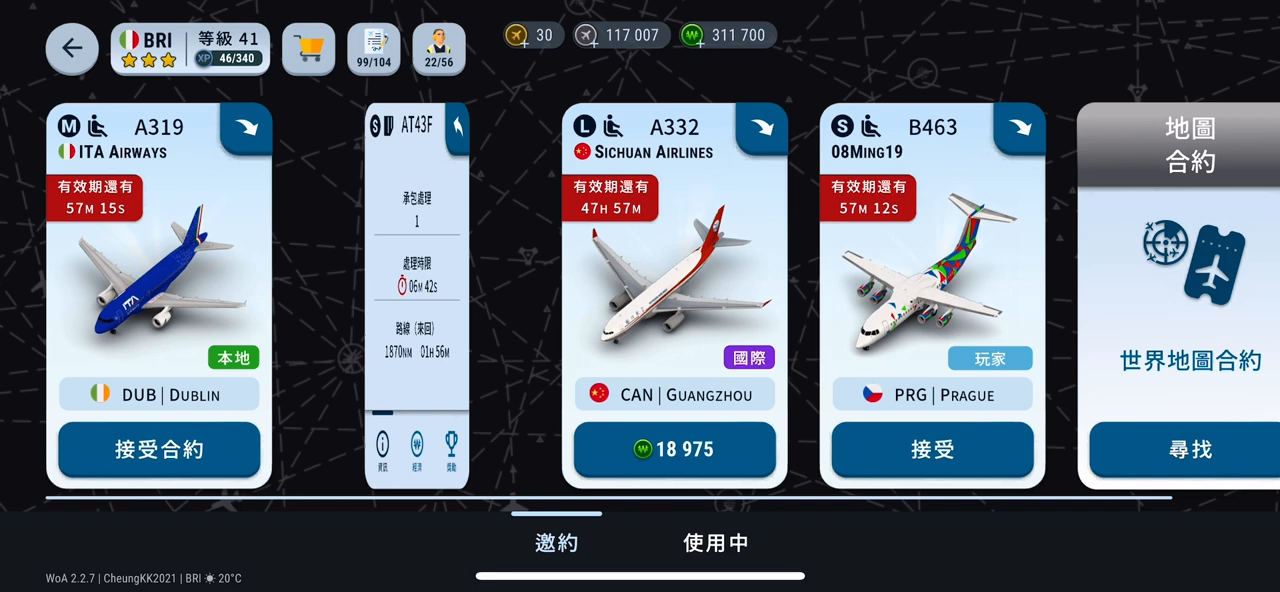 BRI
等級 41
XP 46/340
99/104
22/56
30
117 007
311 700
M A319
ITA AIRWAYS
有效期還有
57M 15S
ITA
本地
DUB | DUBLIN
接受合約
S AT43F
承包處理
1
處理時限
06M 42S
路線 (來回)
1870NM 01H 56M
資訊
經濟
獎勵
L A332
SICHUAN AIRLINES
有效期還有
47H 57M
國際
CAN | GUANGZHOU
18 975
S B463
08MING19
有效期還有
57M 12S
玩家
PRG | PRAGUE
接受
地圖
合約
世界地圖合約
尋找
邀約
使用中
WoA 2.2.7 | CheungKK2021 | BRI 20°C